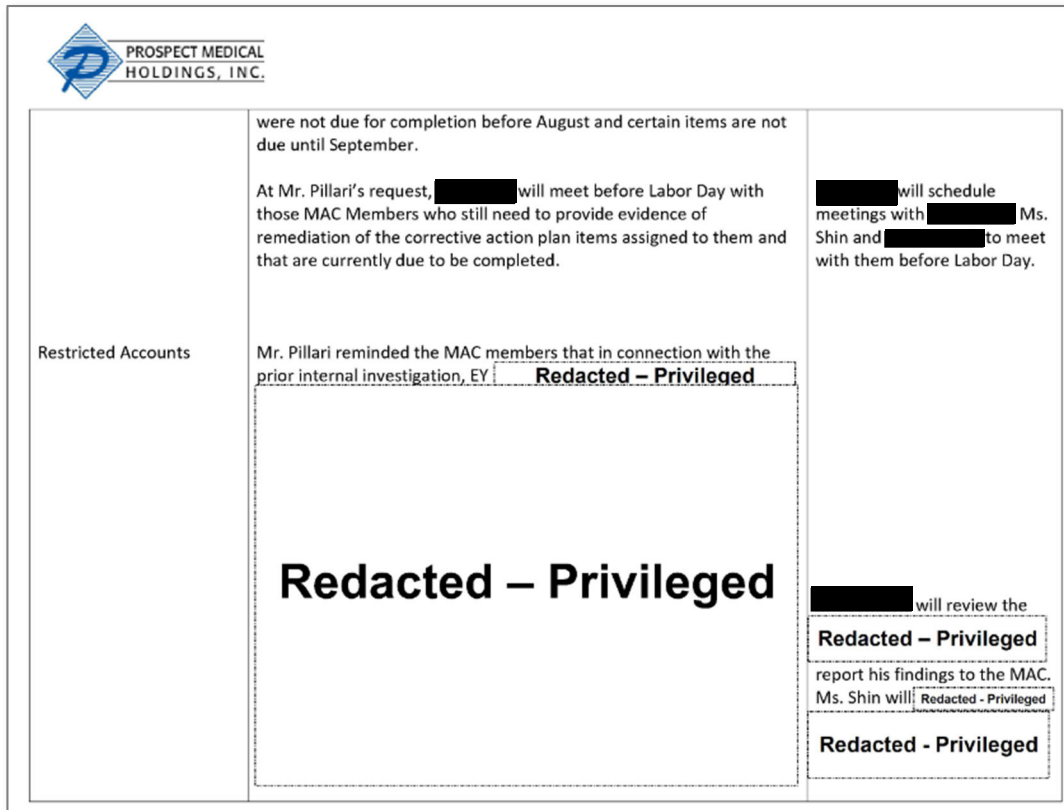 PROSPECT MEDICAL
HOLDINGS, INC.
were not due for completion before August and certain items are not
due until September.
At Mr. Pillari's request, will meet before Labor Day with
those MAC Members who still need to provide evidence of
remediation of the corrective action plan items assigned to them and
that are currently due to be completed.
will schedule
meetings with Ms.
Shin and to meet
with them before Labor Day.
Restricted Accounts
Mr. Pillari reminded the MAC members that in connection with the
prior internal investigation, EY Redacted – Privileged
Redacted – Privileged
will review the
Redacted – Privileged
report his findings to the MAC.
Ms. Shin will Redacted - Privileged
Redacted - Privileged